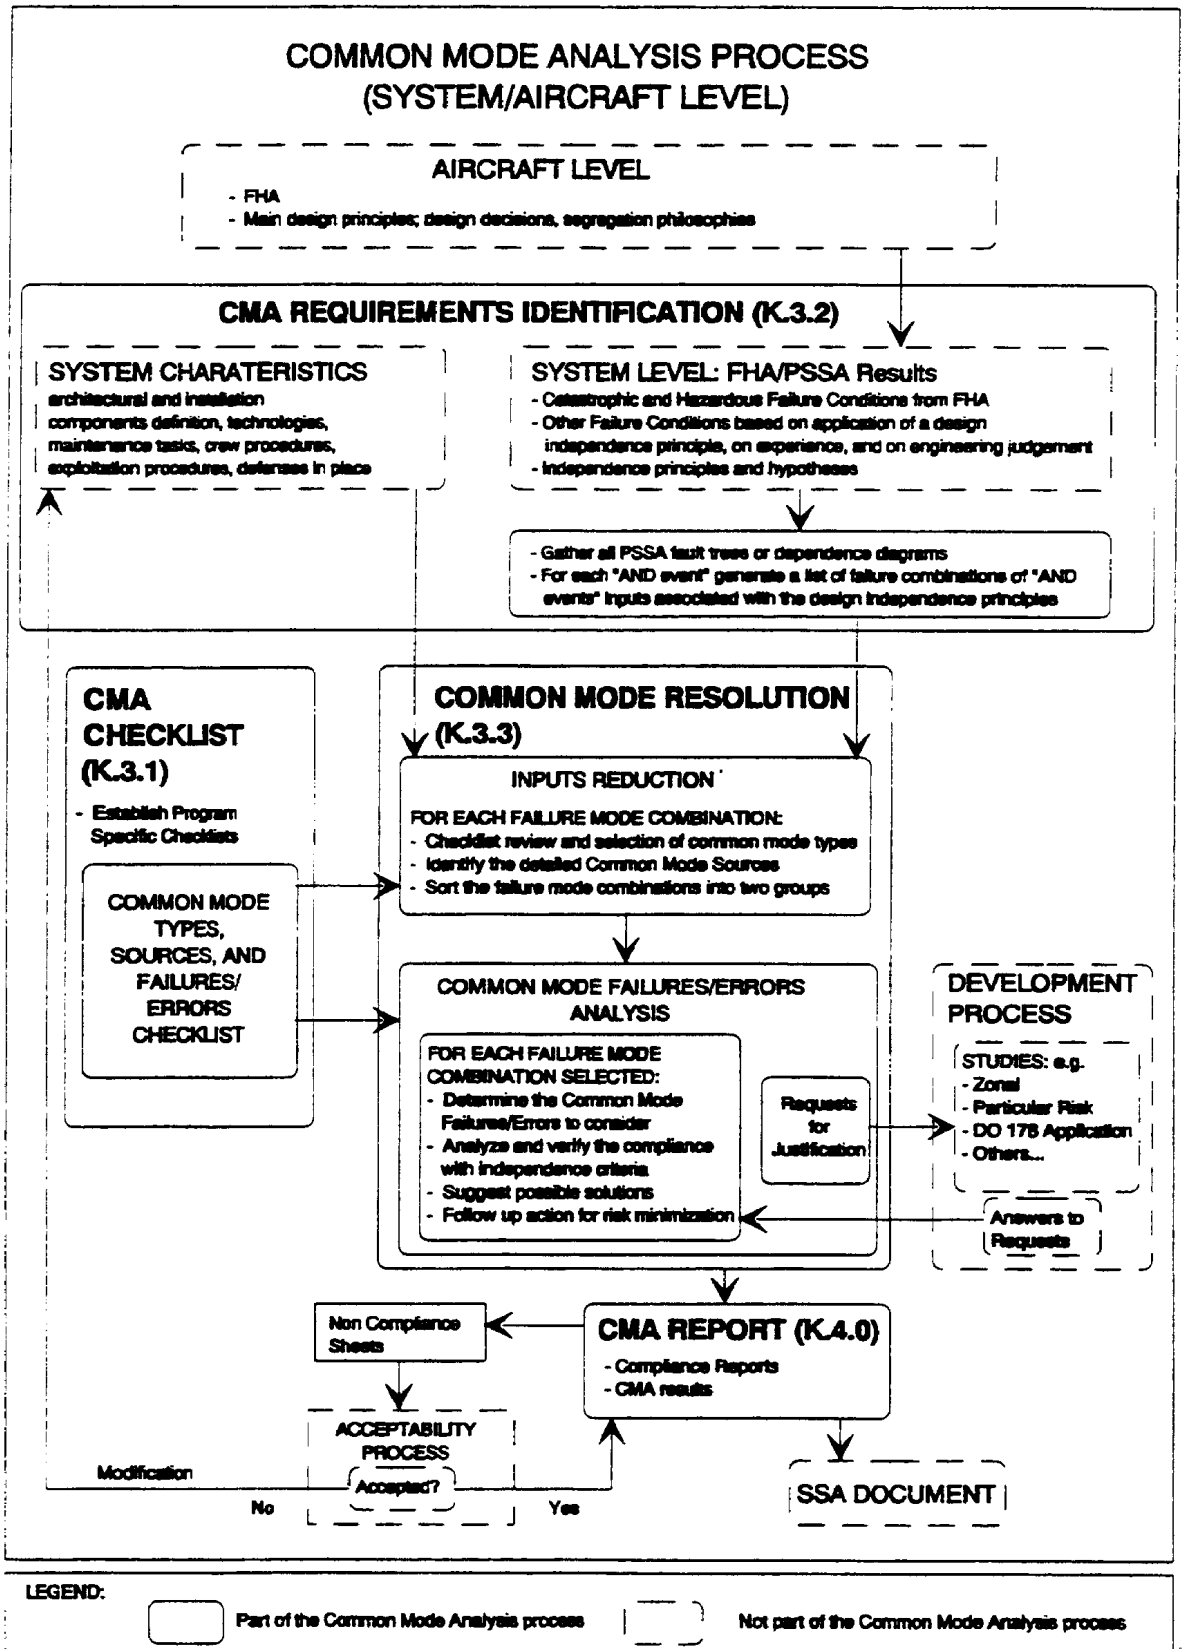 COMMON MODE ANALYSIS PROCESS
(SYSTEM/AIRCRAFT LEVEL)
AIRCRAFT LEVEL
- FHA
- Main design principles; design decisions, segregation philosophies
CMA REQUIREMENTS IDENTIFICATION (K.3.2)
SYSTEM CHARATERISTICS
architectural and installation
components definition, technologies,
maintenance tasks, crew procedures,
exploitation procedures, defenses in place
SYSTEM LEVEL: FHA/PSSA Results
- Catastrophic and Hazardous Failure Conditions from FHA
- Other Failure Conditions based on application of a design
independence principle, on experience, and on engineering judgement
- Independence principles and hypotheses
- Gather all PSSA fault trees or dependence diagrams
- For each "AND event" generate a list of failure combinations of "AND
events" inputs associated with the design independence principles
CMA
CHECKLIST
(K.3.1)
- Establish Program
Specific Checklists
COMMON MODE
TYPES,
SOURCES, AND
FAILURES/
ERRORS
CHECKLIST
COMMON MODE RESOLUTION
(K.3.3)
INPUTS REDUCTION
FOR EACH FAILURE MODE COMBINATION:
- Checklist review and selection of common mode types
- Identify the detailed Common Mode Sources
- Sort the failure mode combinations into two groups
COMMON MODE FAILURES/ERRORS
ANALYSIS
FOR EACH FAILURE MODE
COMBINATION SELECTED:
- Determine the Common Mode
Failures/Errors to consider
- Analyze and verify the compliance
with independence criteria
- Suggest possible solutions
- Follow up action for risk minimization
Requests
for
Justification
DEVELOPMENT
PROCESS
STUDIES: e.g.
- Zonal
- Particular Risk
- DO 178 Application
- Others...
Answers to
Requests
Non Compliance
Sheets
CMA REPORT (K.4.0)
- Compliance Reports
- CMA results
ACCEPTABILITY
PROCESS
Accepted?
Modification
No
Yes
SSA DOCUMENT
LEGEND:
Part of the Common Mode Analysis process
Not part of the Common Mode Analysis process